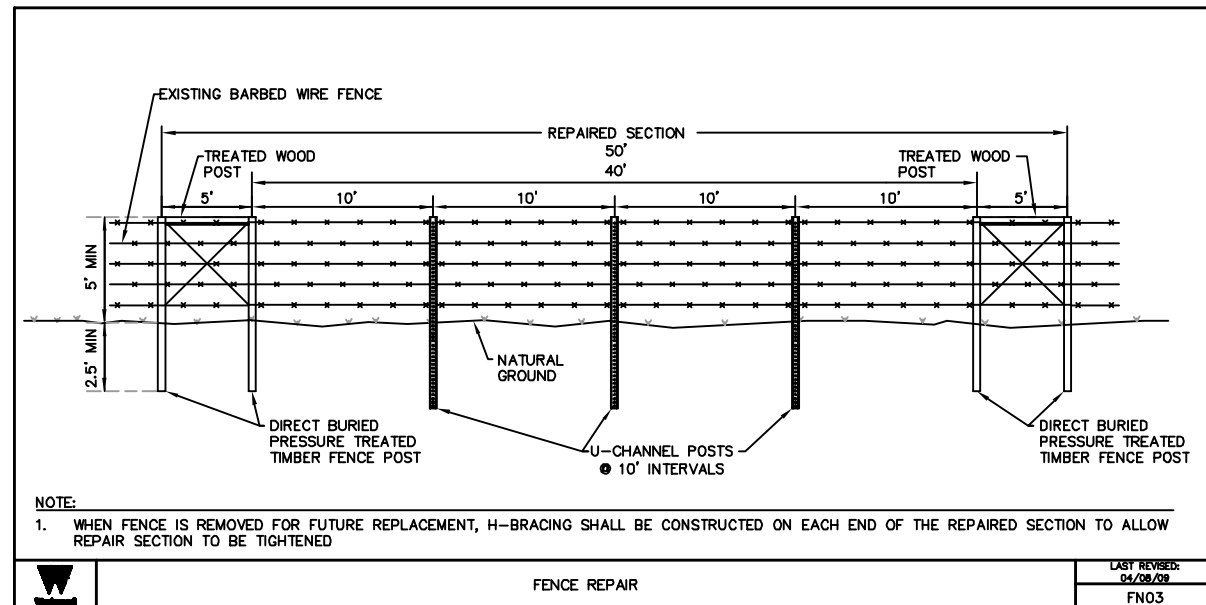 EXISTING BARBED WIRE FENCE
REPAIRED SECTION
50'
TREATED WOOD
POST
40'
TREATED WOOD
POST
5'
10'
10'
10'
10'
5'
5' MIN
2.5' MIN
NATURAL
GROUND
DIRECT BURIED
PRESSURE TREATED
TIMBER FENCE POST
U-CHANNEL POSTS
@ 10' INTERVALS
DIRECT BURIED
PRESSURE TREATED
TIMBER FENCE POST
NOTE:
1. WHEN FENCE IS REMOVED FOR FUTURE REPLACEMENT, H-BRACING SHALL BE CONSTRUCTED ON EACH END OF THE REPAIRED SECTION TO ALLOW
REPAIR SECTION TO BE TIGHTENED
FENCE REPAIR
LAST REVISED:
04/08/09
FN03